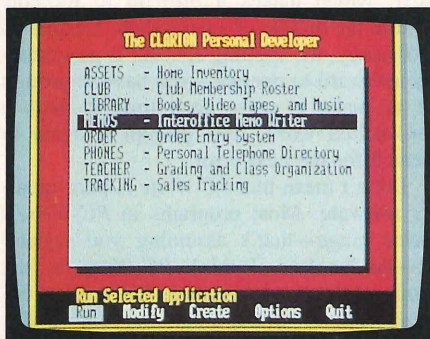 The CLARION Personal Developer
ASSETS - Home Inventory
CLUB - Club Membership Roster
LIBRARY - Books, Video Tapes, and Music
MEMOS - Interoffice Memo Writer
ORDER - Order Entry System
PHONES - Personal Telephone Directory
TEACHER - Grading and Class Organization
TRACKING - Sales Tracking
Run Selected Application
Run Modify Create Options Quit